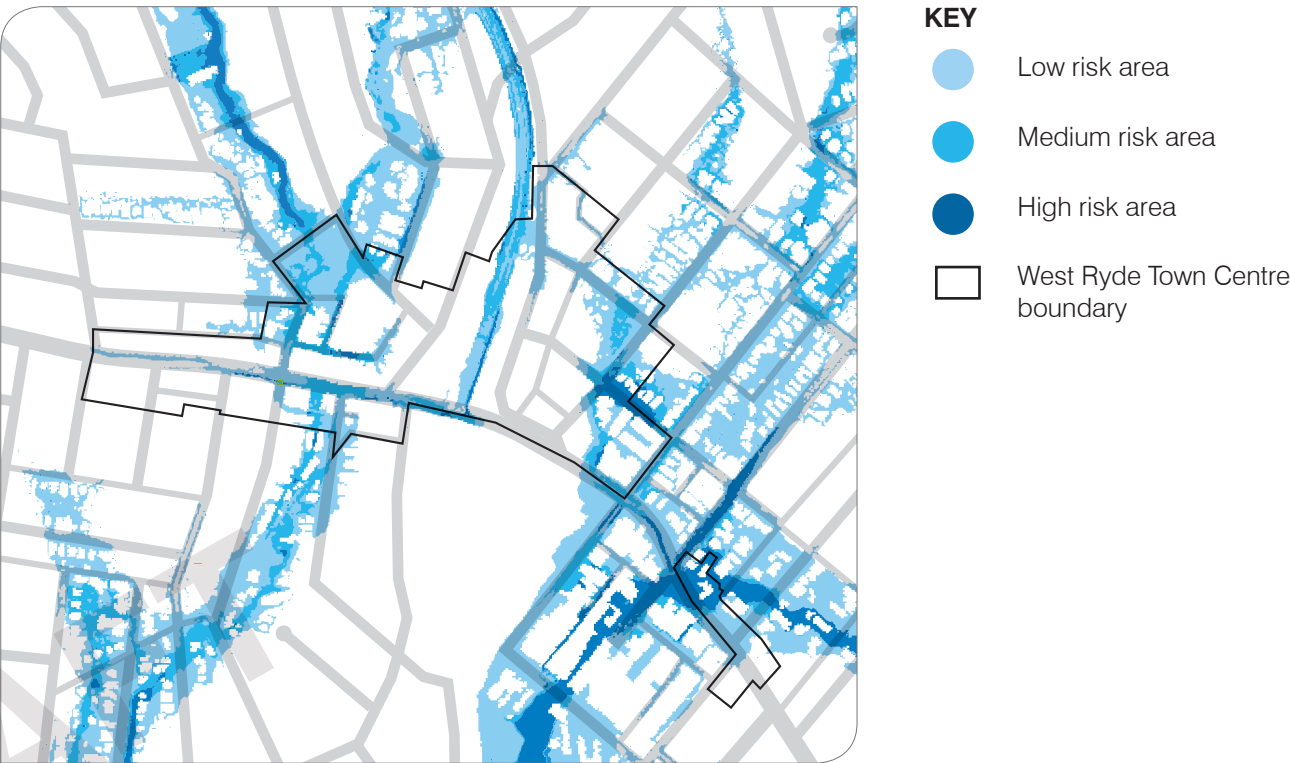 KEY
Low risk area
Medium risk area
High risk area
West Ryde Town Centre
boundary